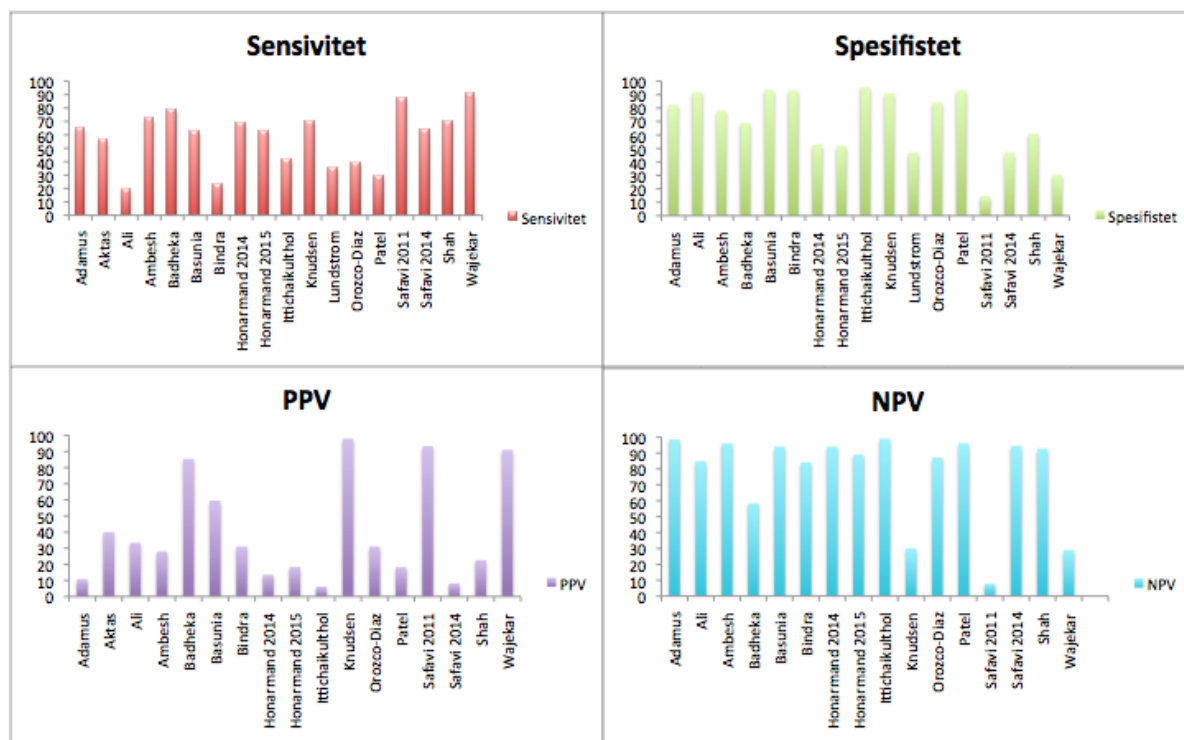 Sensivitet
100
90
80
70
60
50
40
30
20
10
0
Adamus
Aktas
Ali
Ambesh
Badheka
Basunia
Bindra
Honarmand 2014
Honarmand 2015
Ittichaikulthol
Knudsen
Lundstrom
Orozco-Diaz
Patel
Safavi 2011
Safavi 2014
Shah
Wajekar
Sensivitet
Spesifistet
100
90
80
70
60
50
40
30
20
10
0
Adamus
Ali
Ambesh
Badheka
Basunia
Bindra
Honarmand 2014
Honarmand 2015
Ittichaikulthol
Knudsen
Lundstrom
Orozco-Diaz
Patel
Safavi 2011
Safavi 2014
Shah
Wajekar
Spesifistet
PPV
100
90
80
70
60
50
40
30
20
10
0
Adamus
Aktas
Ali
Ambesh
Badheka
Basunia
Bindra
Honarmand 2014
Honarmand 2015
Ittichaikulthol
Knudsen
Orozco-Diaz
Patel
Safavi 2011
Safavi 2014
Shah
Wajekar
PPV
NPV
100
90
80
70
60
50
40
30
20
10
0
Adamus
Ali
Ambesh
Badheka
Basunia
Bindra
Honarmand 2014
Honarmand 2015
Ittichaikulthol
Knudsen
Orozco-Diaz
Patel
Safavi 2011
Safavi 2014
Shah
Wajekar
NPV